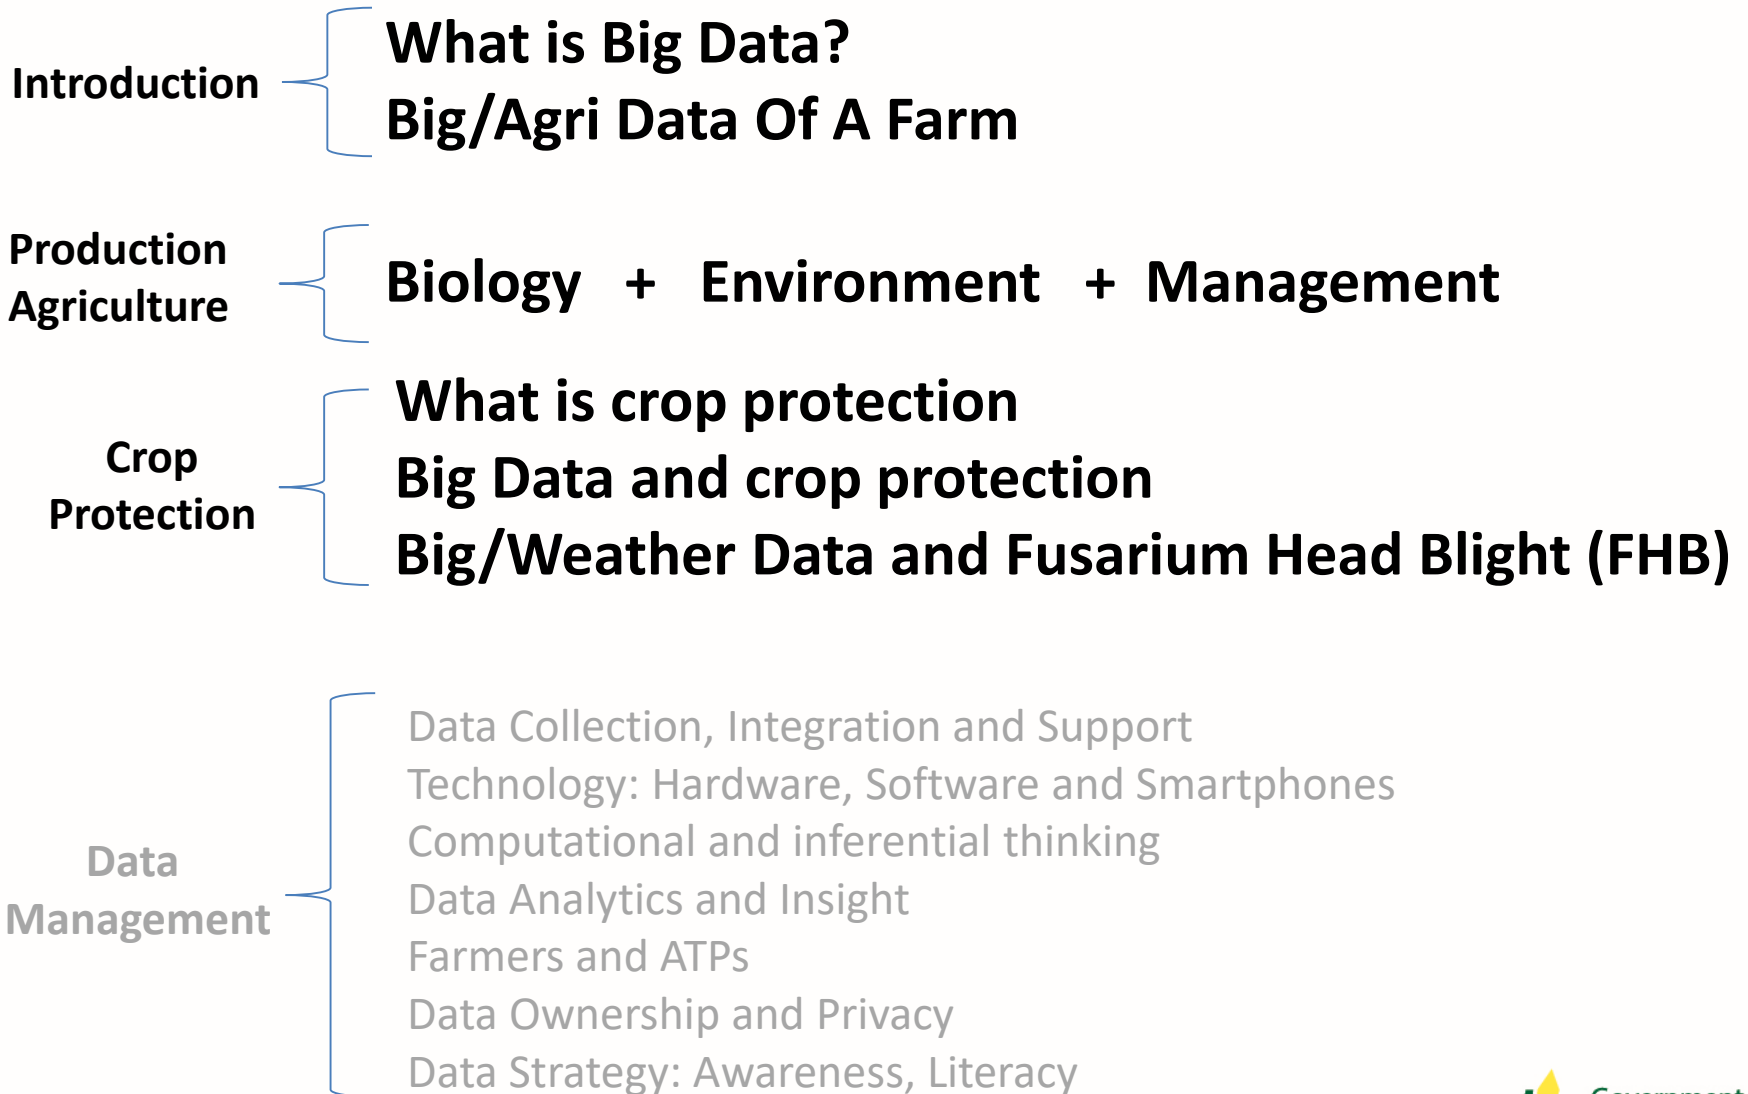 Introduction
What is Big Data?
Big/Agri Data Of A Farm
Production
Agriculture
Biology + Environment + Management
Crop
Protection
What is crop protection
Big Data and crop protection
Big/Weather Data and Fusarium Head Blight (FHB)
Data
Management
Data Collection, Integration and Support
Technology: Hardware, Software and Smartphones
Computational and inferential thinking
Data Analytics and Insight
Farmers and ATPs
Data Ownership and Privacy
Data Strategy: Awareness, Literacy
Government